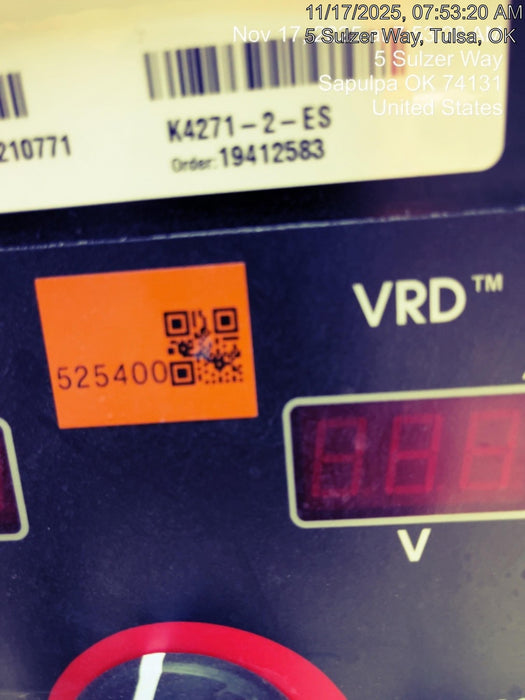 11/17/2025, 07:53:20 AM
5 Sulzer Way, Tulsa, OK
Nov 17, 2025
5 Sulzer Way
Sapulpa OK 74131
United States
210771
K4271-2-ES
Order: 19412583
525400
VRD™
V